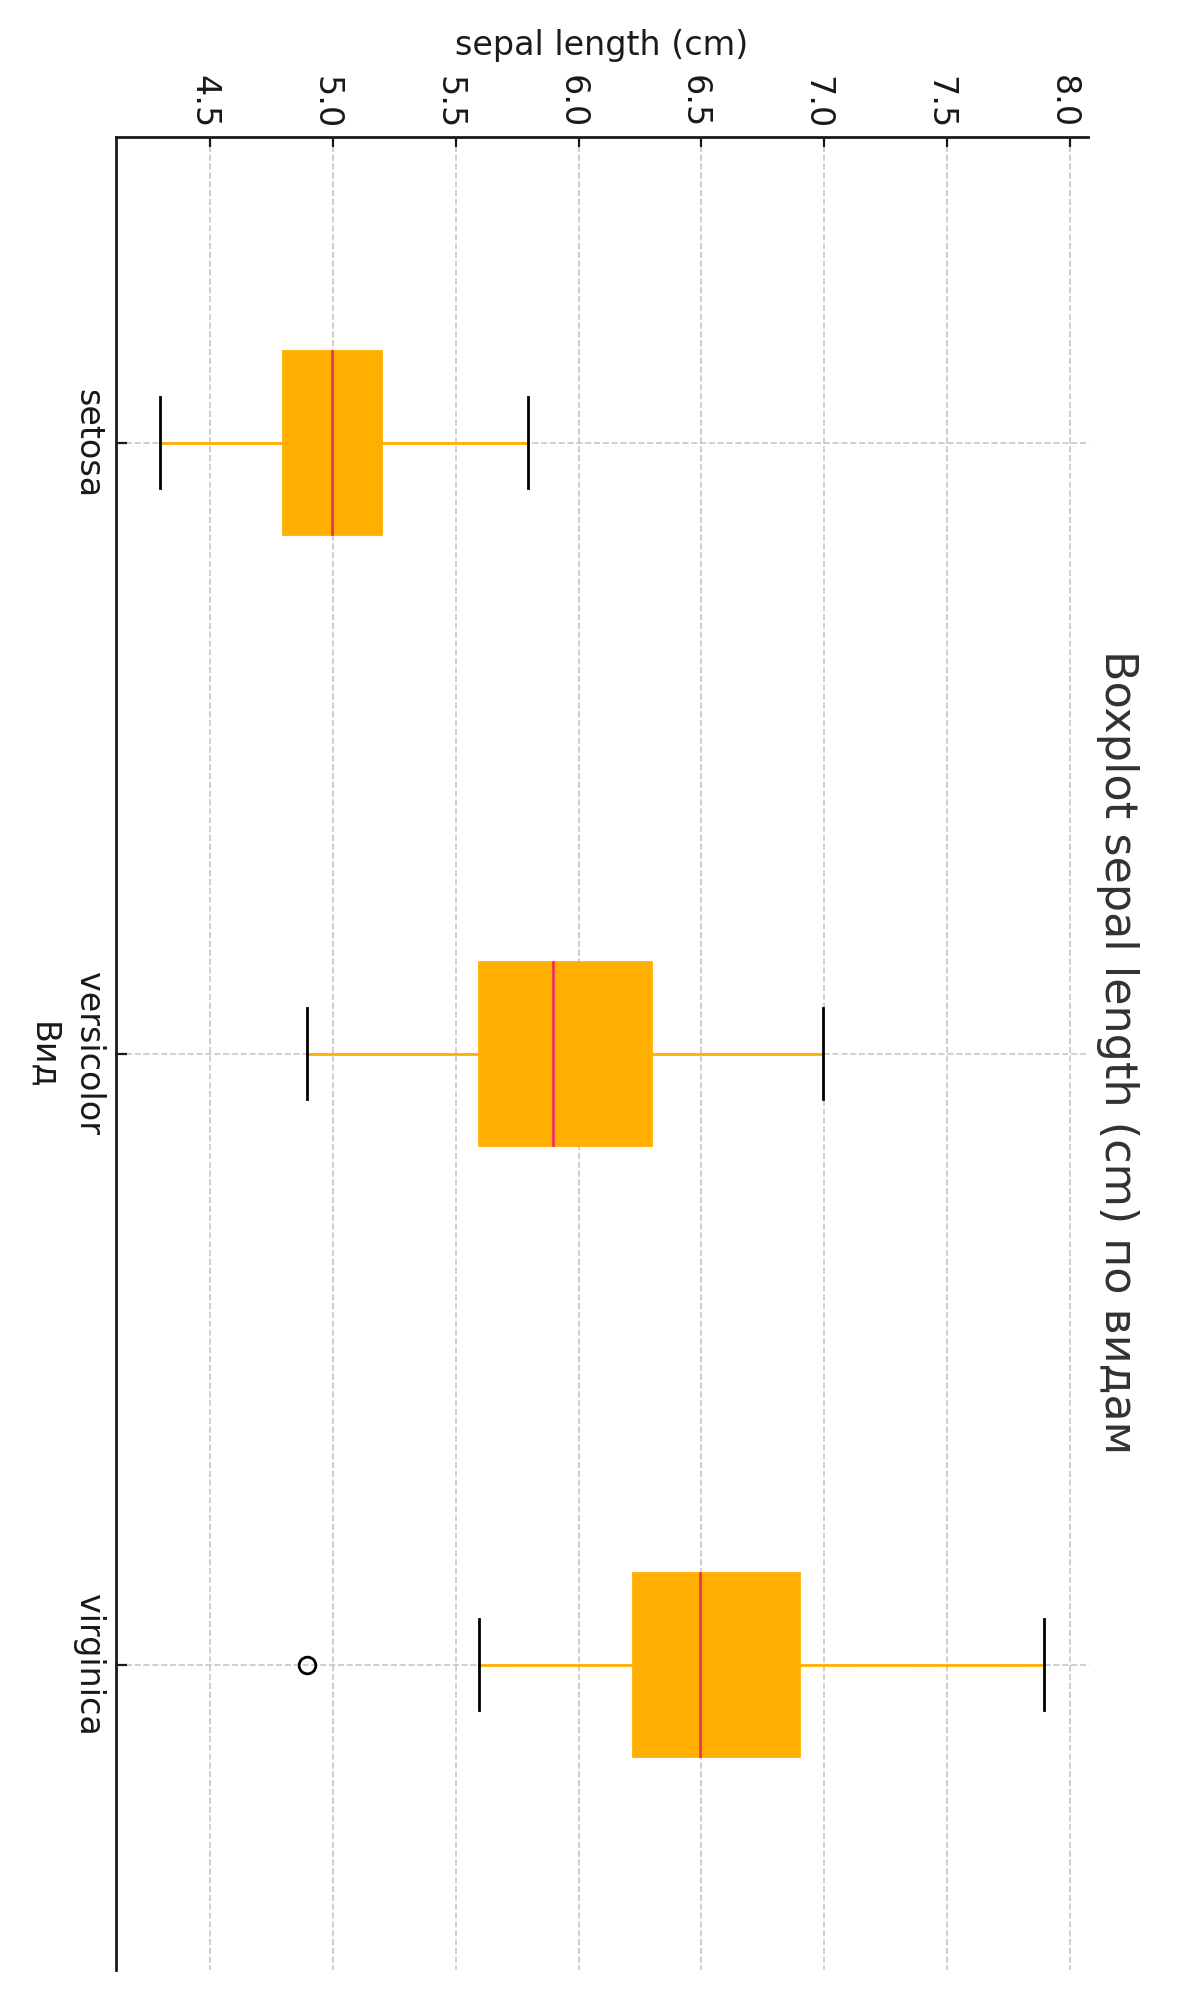 Boxplot sepal length (cm) по видам
sepal length (cm)
8.0
7.5
7.0
6.5
6.0
5.5
5.0
4.5
setosa
versicolor
virginica
Вид